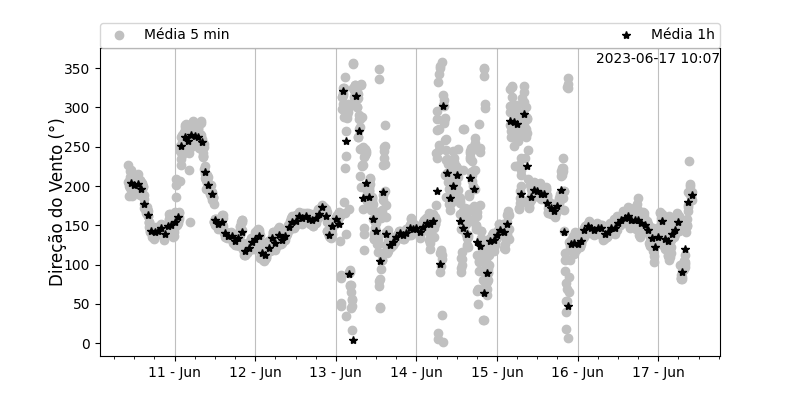 Média 5 min
Média 1h
2023-06-17 10:07
Direção do Vento (°)
350
300
250
200
150
100
50
0
11 - Jun
12 - Jun
13 - Jun
14 - Jun
15 - Jun
16 - Jun
17 - Jun